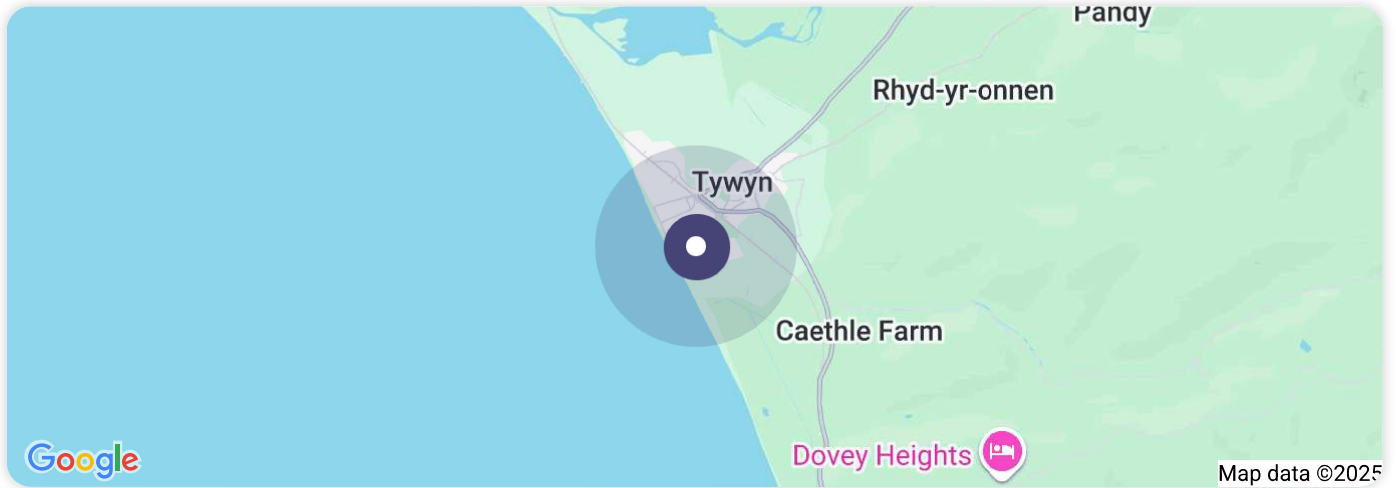 Pandy
Rhyd-yr-onnen
Tywyn
Caethle Farm
Dovey Heights
Google
Map data ©2025